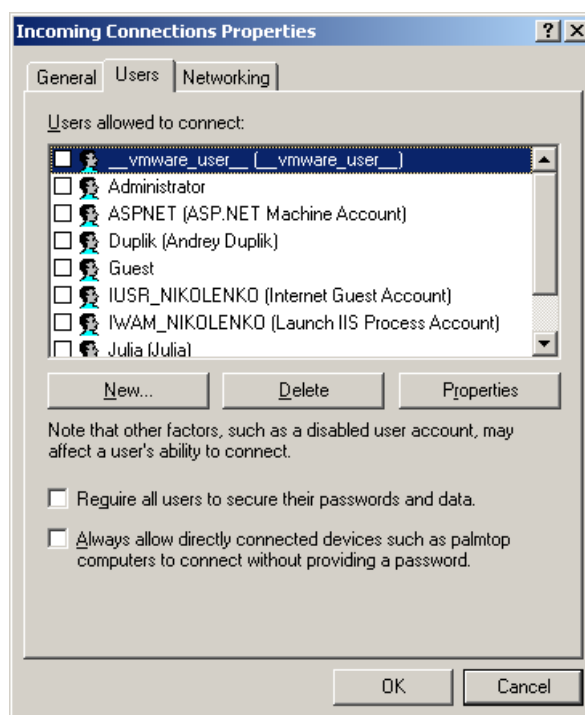 Incoming Connections Properties
General Users Networking
Users allowed to connect:
__vmware_user__ (__vmware_user__)
Administrator
ASPNET (ASP.NET Machine Account)
Duplik (Andrey Duplik)
Guest
IUSR_NIKOLENKO (Internet Guest Account)
IWAM_NIKOLENKO (Launch IIS Process Account)
Julia (Julia)
New... Delete Properties
Note that other factors, such as a disabled user account, may
affect a user's ability to connect.
Require all users to secure their passwords and data.
Always allow directly connected devices such as palmtop
computers to connect without providing a password.
OK Cancel